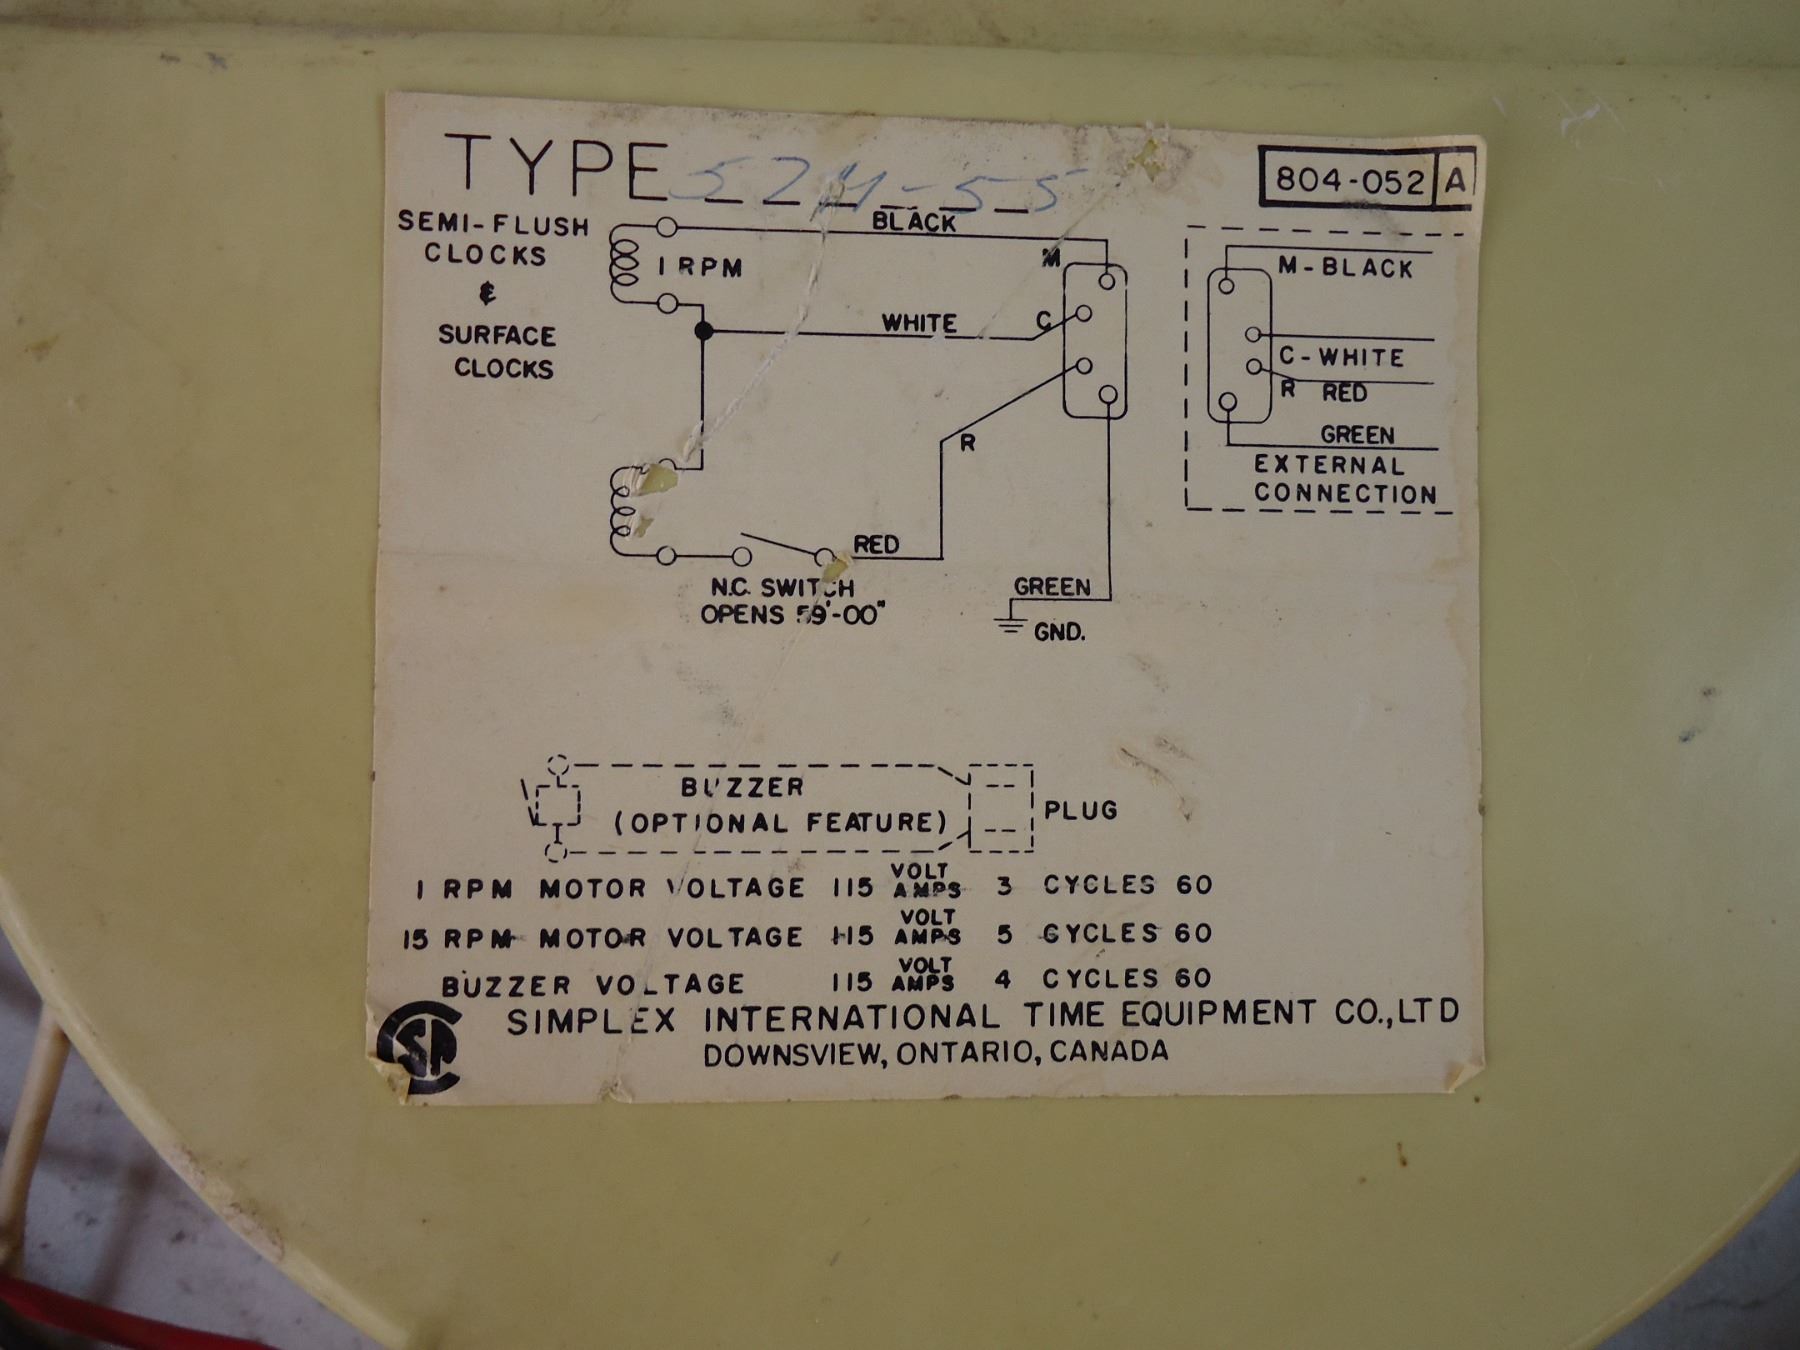 TYPE 524-55
804-052 A
SEMI-FLUSH
CLOCKS
&
SURFACE
CLOCKS
1 RPM
BLACK
M
WHITE
C
R
RED
N.C. SWITCH
OPENS 59'-00"
GREEN
GND.
M-BLACK
C-WHITE
R RED
GREEN
EXTERNAL
CONNECTION
BUZZER
(OPTIONAL FEATURE)
PLUG
1 RPM MOTOR VOLTAGE 115 VOLT AMPS 3 CYCLES 60
15 RPM MOTOR VOLTAGE 115 VOLT AMPS 5 CYCLES 60
BUZZER VOLTAGE 115 VOLT AMPS 4 CYCLES 60
SIMPLEX INTERNATIONAL TIME EQUIPMENT CO.,LTD
DOWNSVIEW, ONTARIO, CANADA